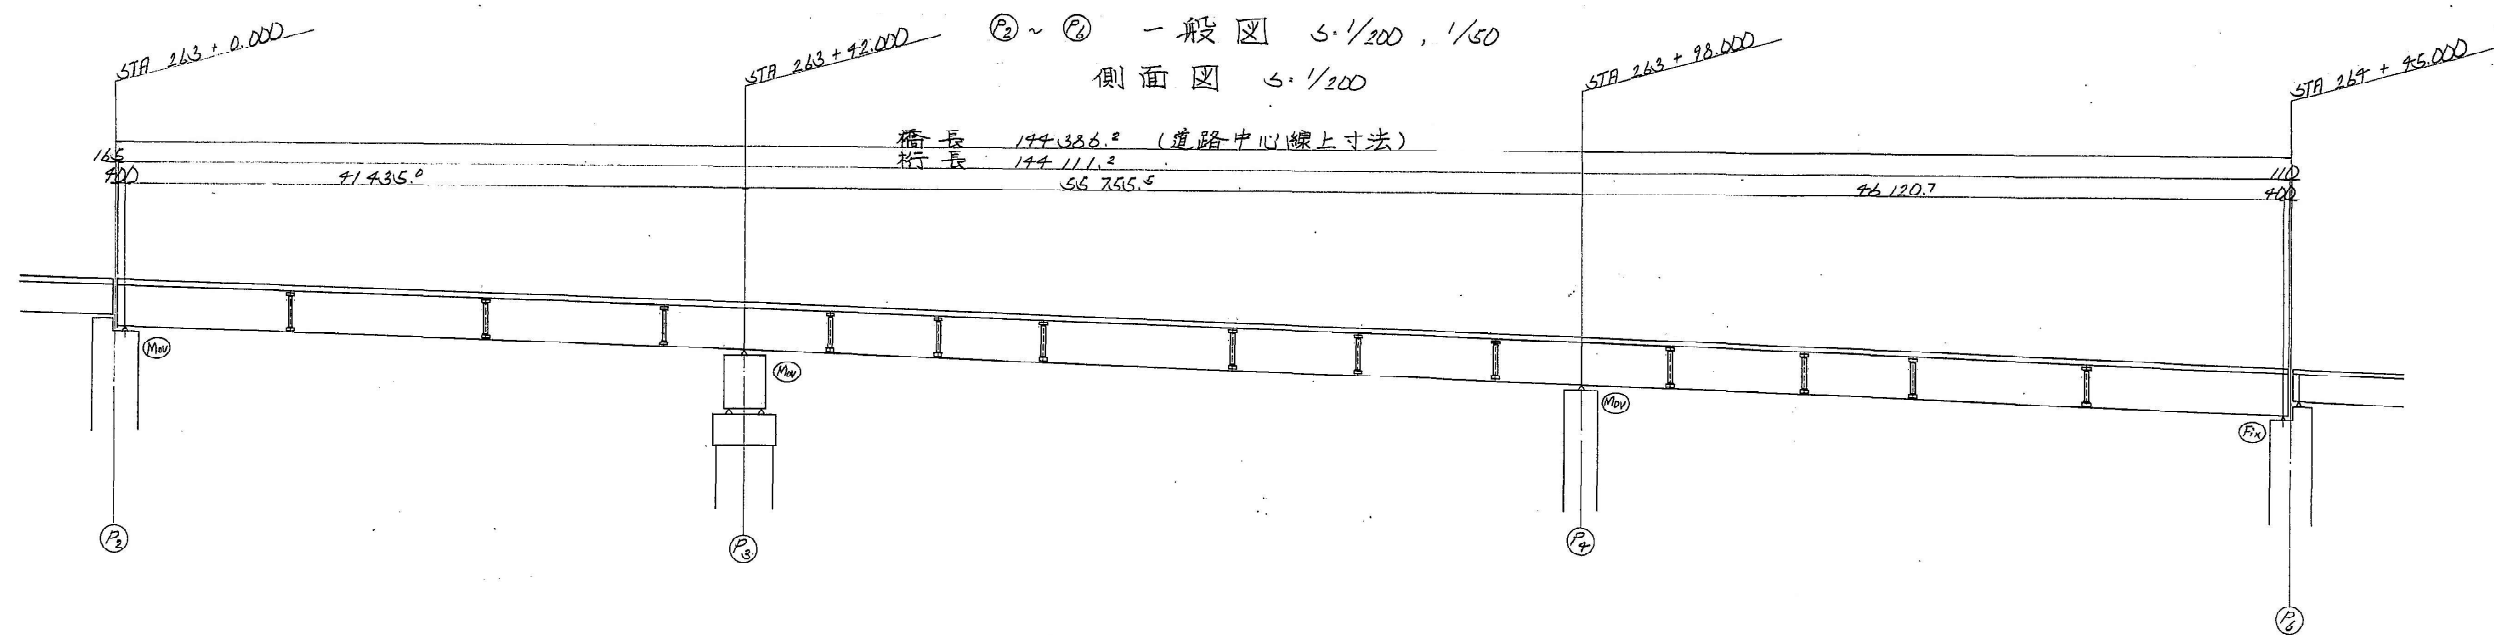 P2 ~ P6 一般図 S=1/200, 1/50
側面図 S=1/200
STA 263 + 0.000
STA 263 + 42.000
STA 263 + 98.000
STA 264 + 45.000
橋長 144 386.2 (道路中心線上寸法)
165 桁長 144 111.2 110
400 41 435.0 55 755.5 46 120.7 400
Mov
Mov
Mov
Fix
P2
P3
P4
P6